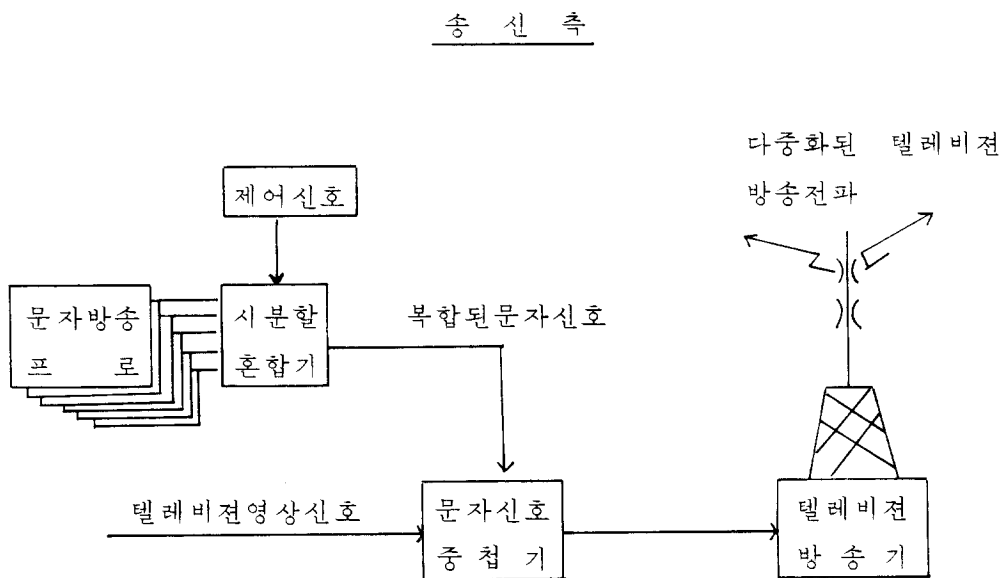 송 신 측
다중화된 텔레비젼
방송전파
제어신호
문자방송
프 로
시분할
혼합기
복합된문자신호
텔레비젼영상신호
문자신호
중첩기
텔레비젼
방송기